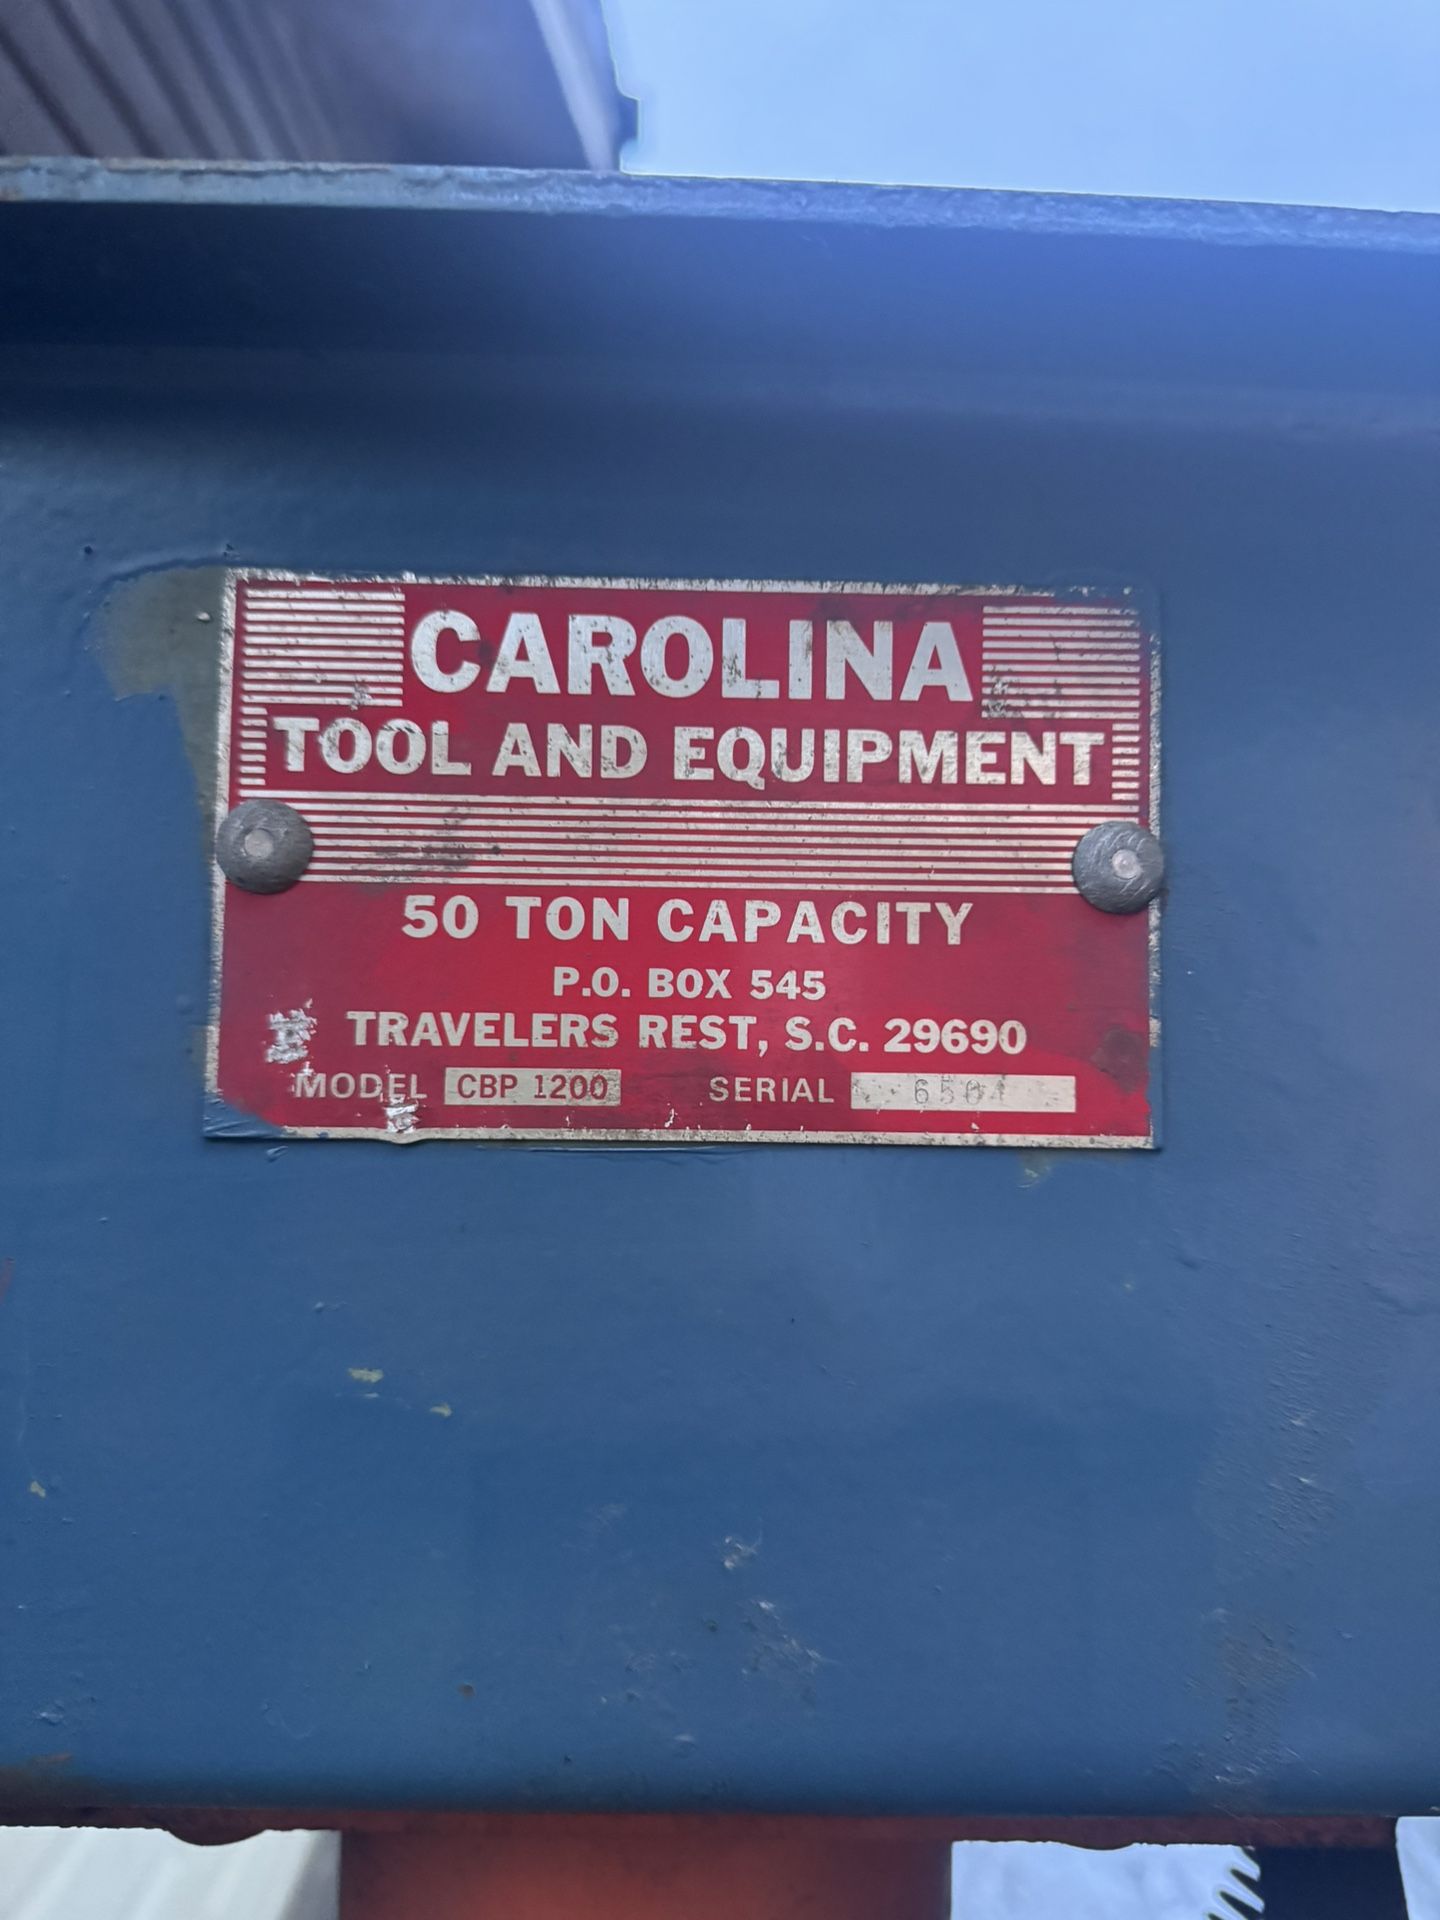 CAROLINA
TOOL AND EQUIPMENT
50 TON CAPACITY
P.O. BOX 545
TRAVELERS REST, S.C. 29690
MODEL CBP 1200 SERIAL